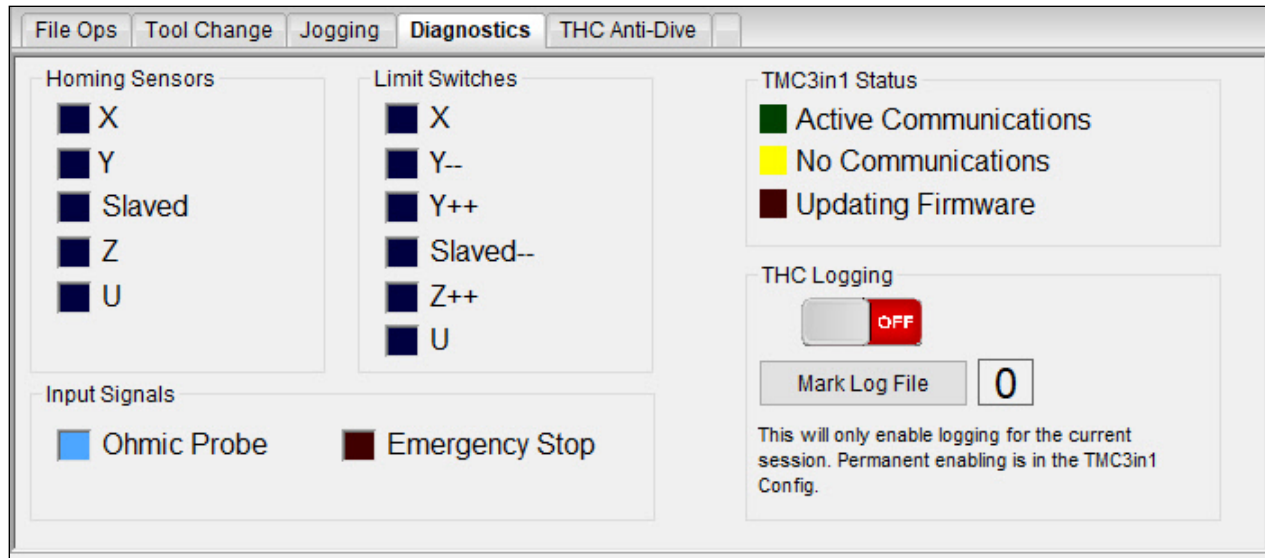 File Ops
Tool Change
Jogging
Diagnostics
THC Anti-Dive
Homing Sensors
X
Y
Slaved
Z
U
Limit Switches
X
Y--
Y++
Slaved--
Z++
U
Input Signals
Ohmic Probe
Emergency Stop
TMC3in1 Status
Active Communications
No Communications
Updating Firmware
THC Logging
OFF
Mark Log File
0
This will only enable logging for the current
session. Permanent enabling is in the TMC3in1
Config.